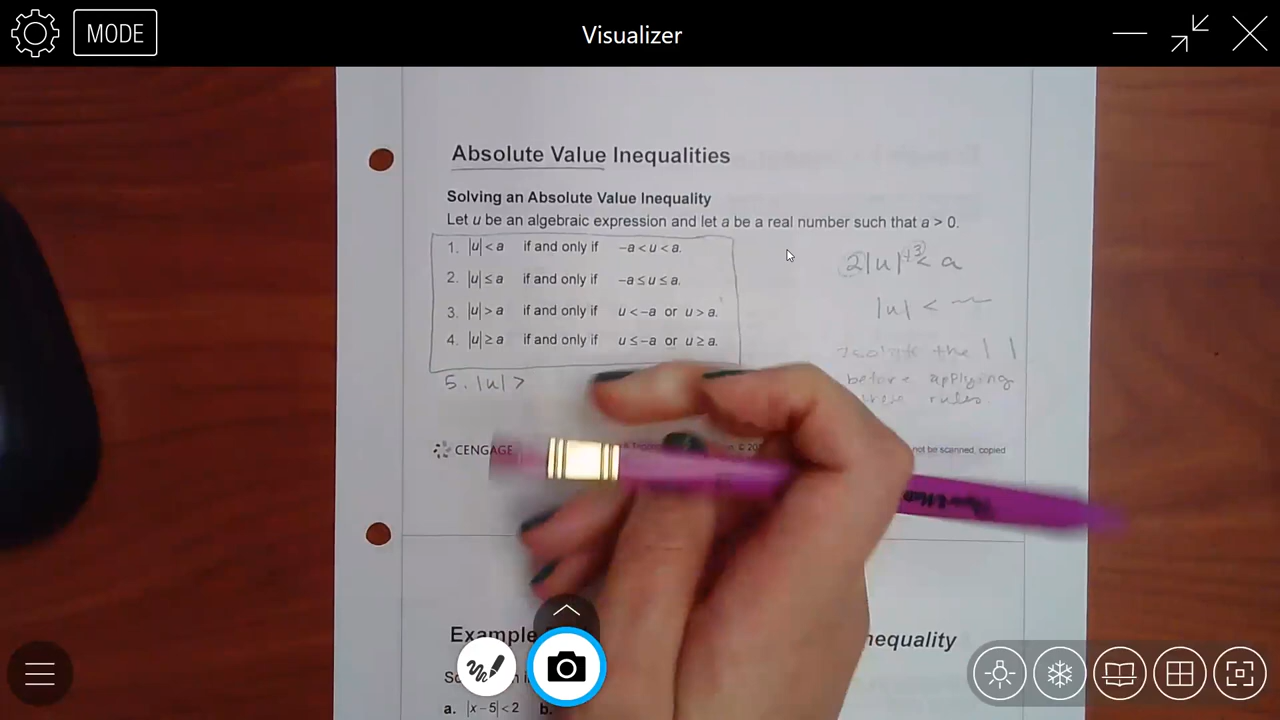 MODE
Visualizer
Absolute Value Inequalities
Solving an Absolute Value Inequality
Let u be an algebraic expression and let a be a real number such that a > 0.
1. |u| < a if and only if −a < u < a.
2. |u| ≤ a if and only if −a ≤ u ≤ a.
3. |u| > a if and only if u < −a or u > a.
4. |u| ≥ a if and only if u ≤ −a or u ≥ a.
5. |u| >
2|u| +3 < a
|u| <
isolate the | |
before applying
these rules.
CENGAGE
not be scanned, copied
Example
nequality
a. |x − 5| < 2 b.